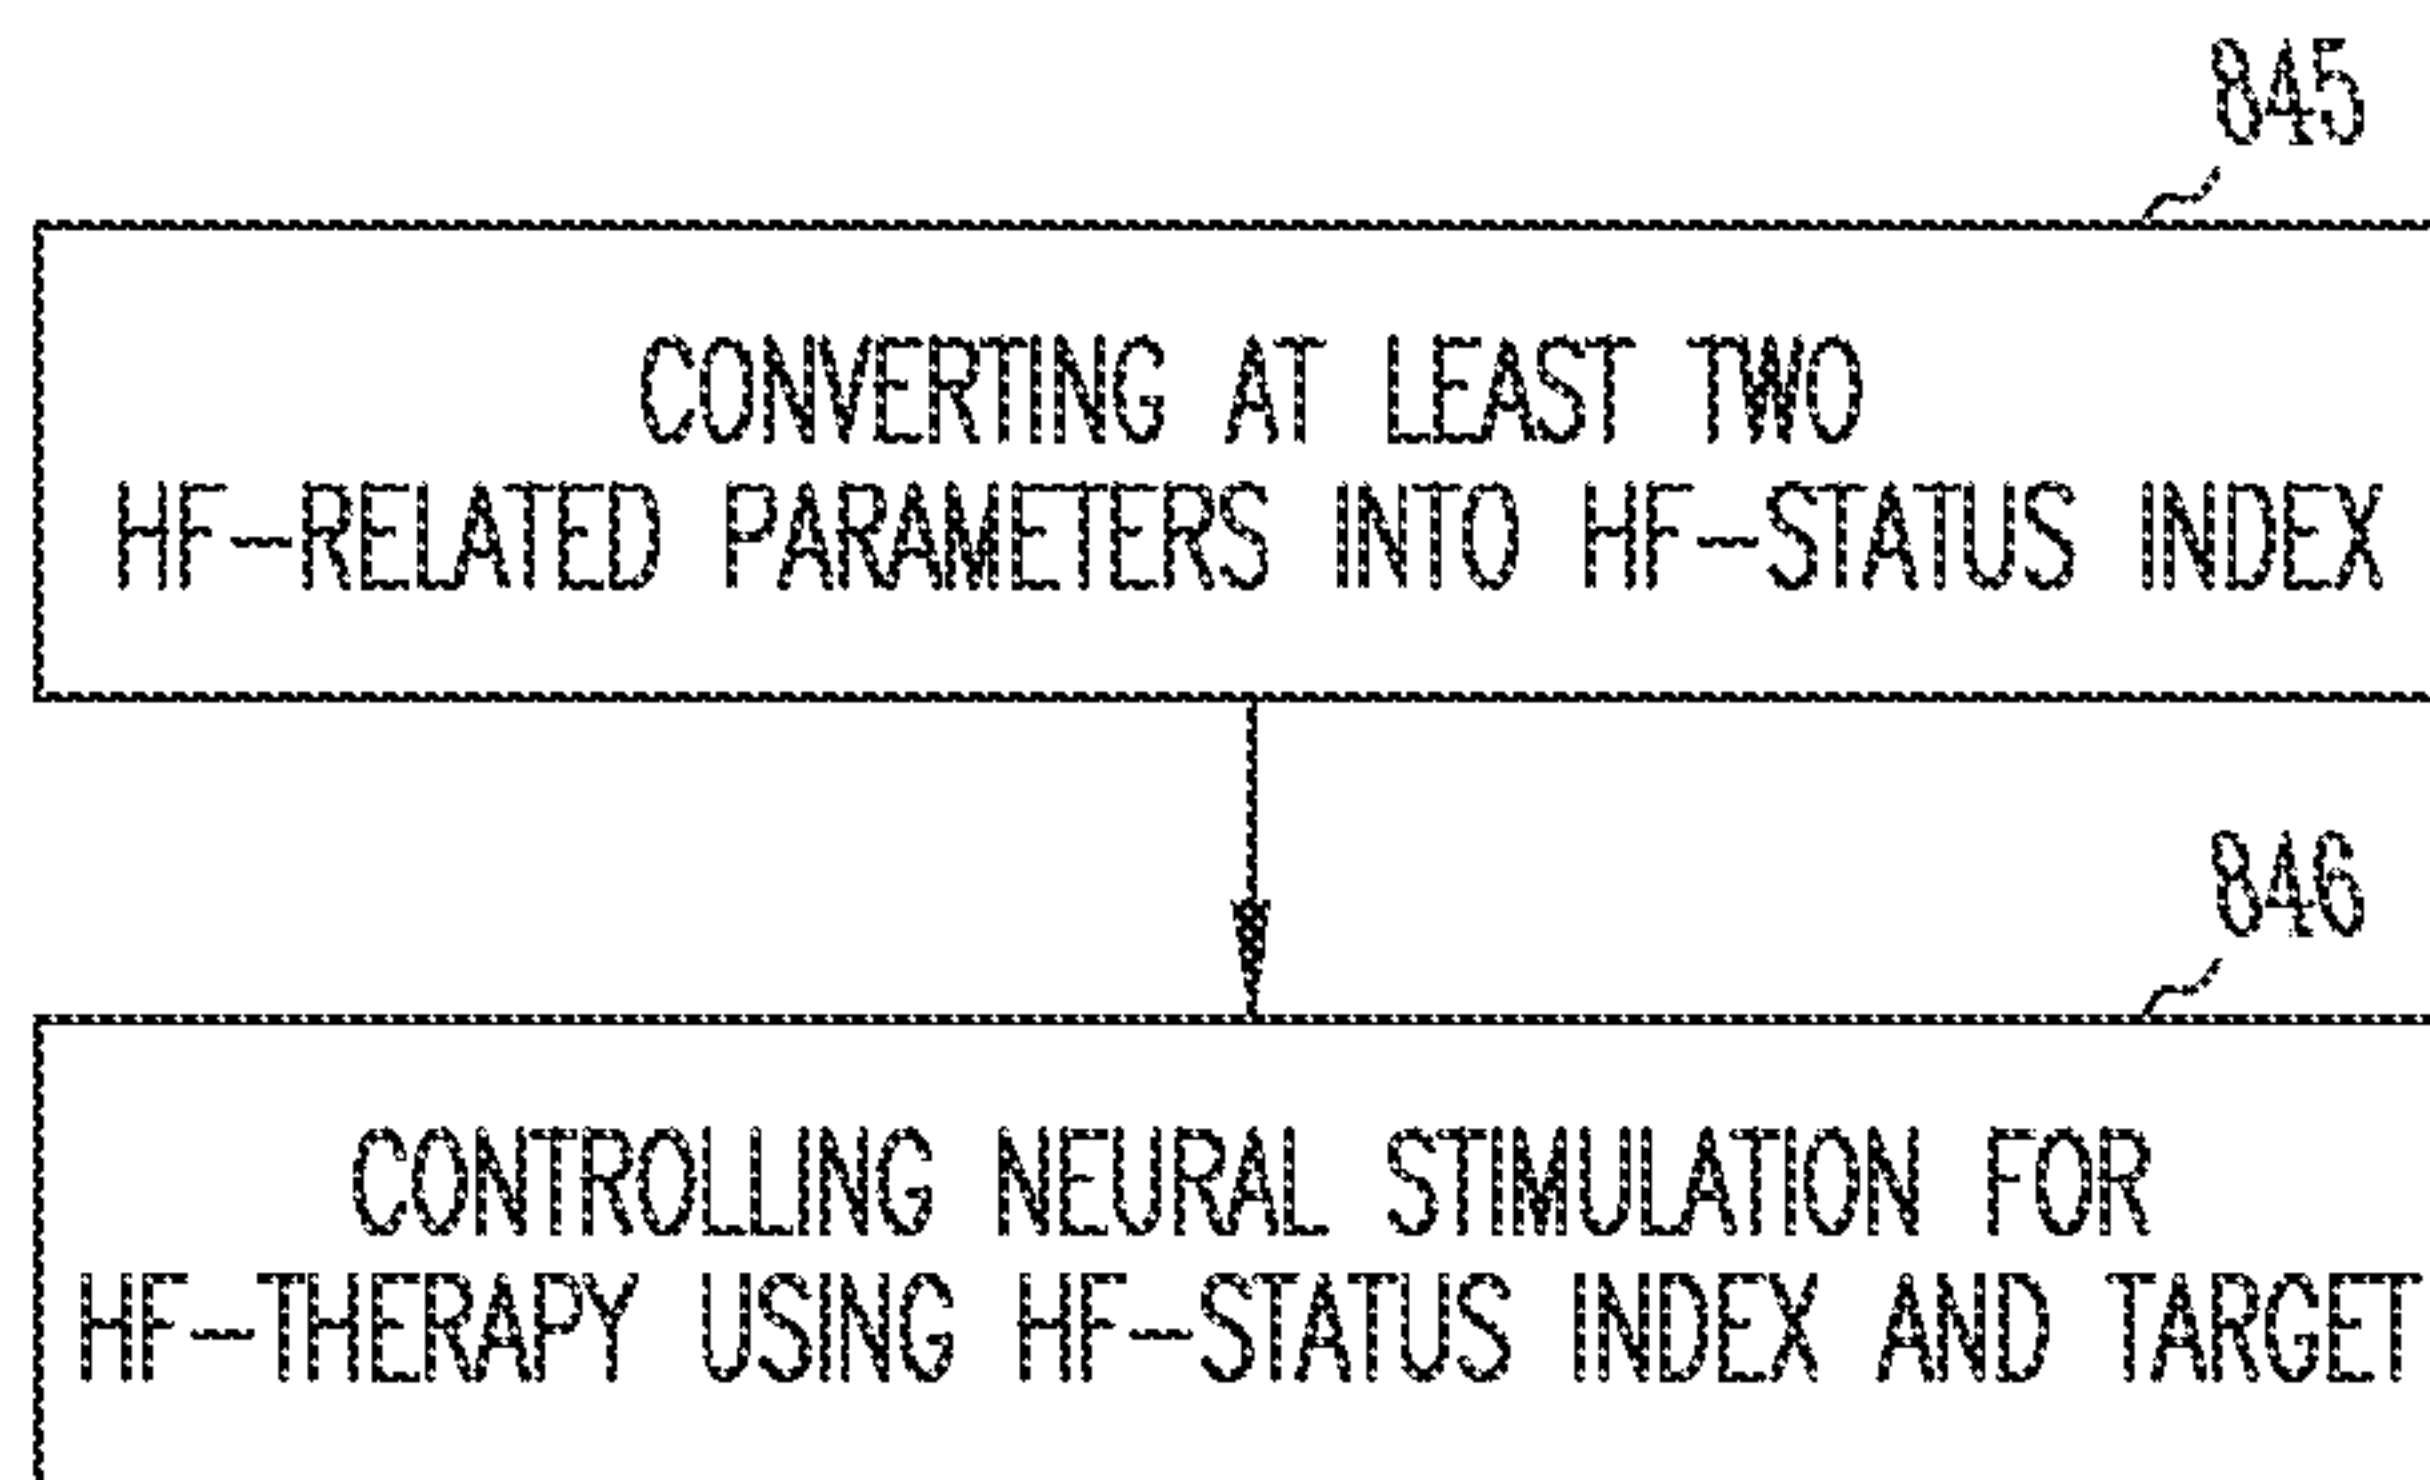 845
CONVERTING AT LEAST TWO
HF-RELATED PARAMETERS INTO HF-STATUS INDEX
846
CONTROLLING NEURAL STIMULATION FOR
HF-THERAPY USING HF-STATUS INDEX AND TARGET